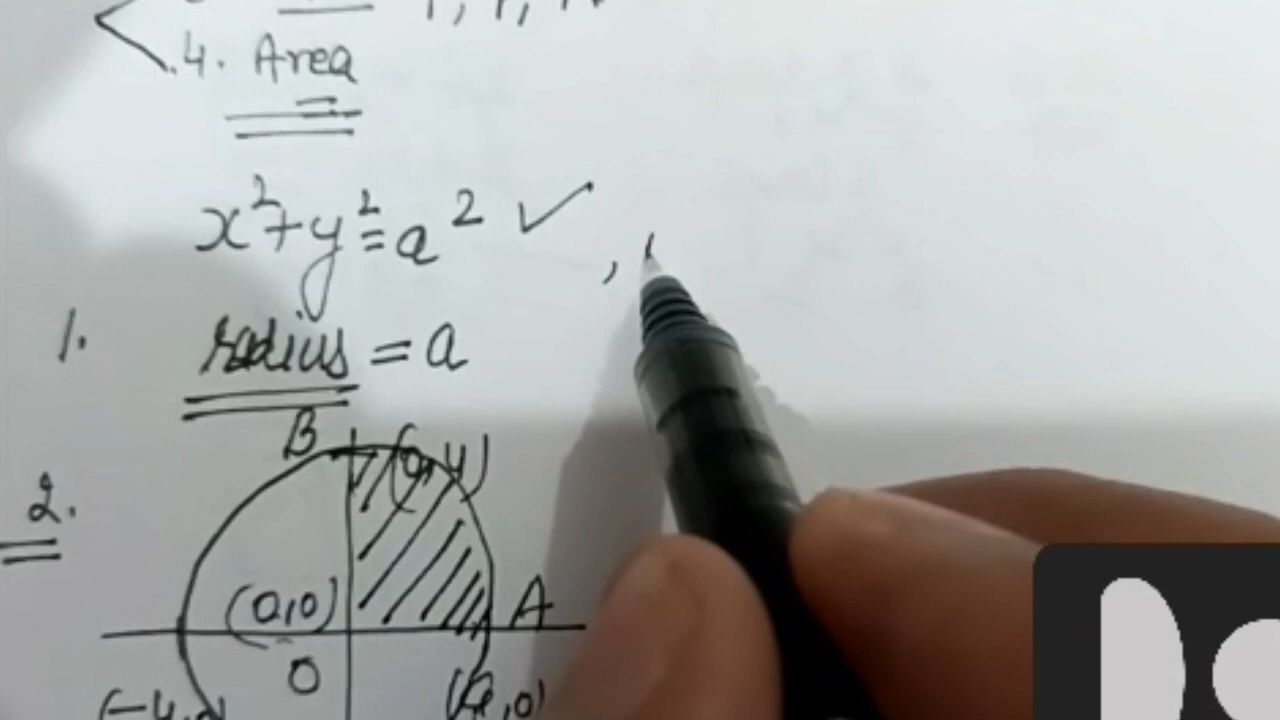 4. Area
x²+y²=a² ✓ ,
1. radius = a
B (0,4)
2.
(0,0) A
O